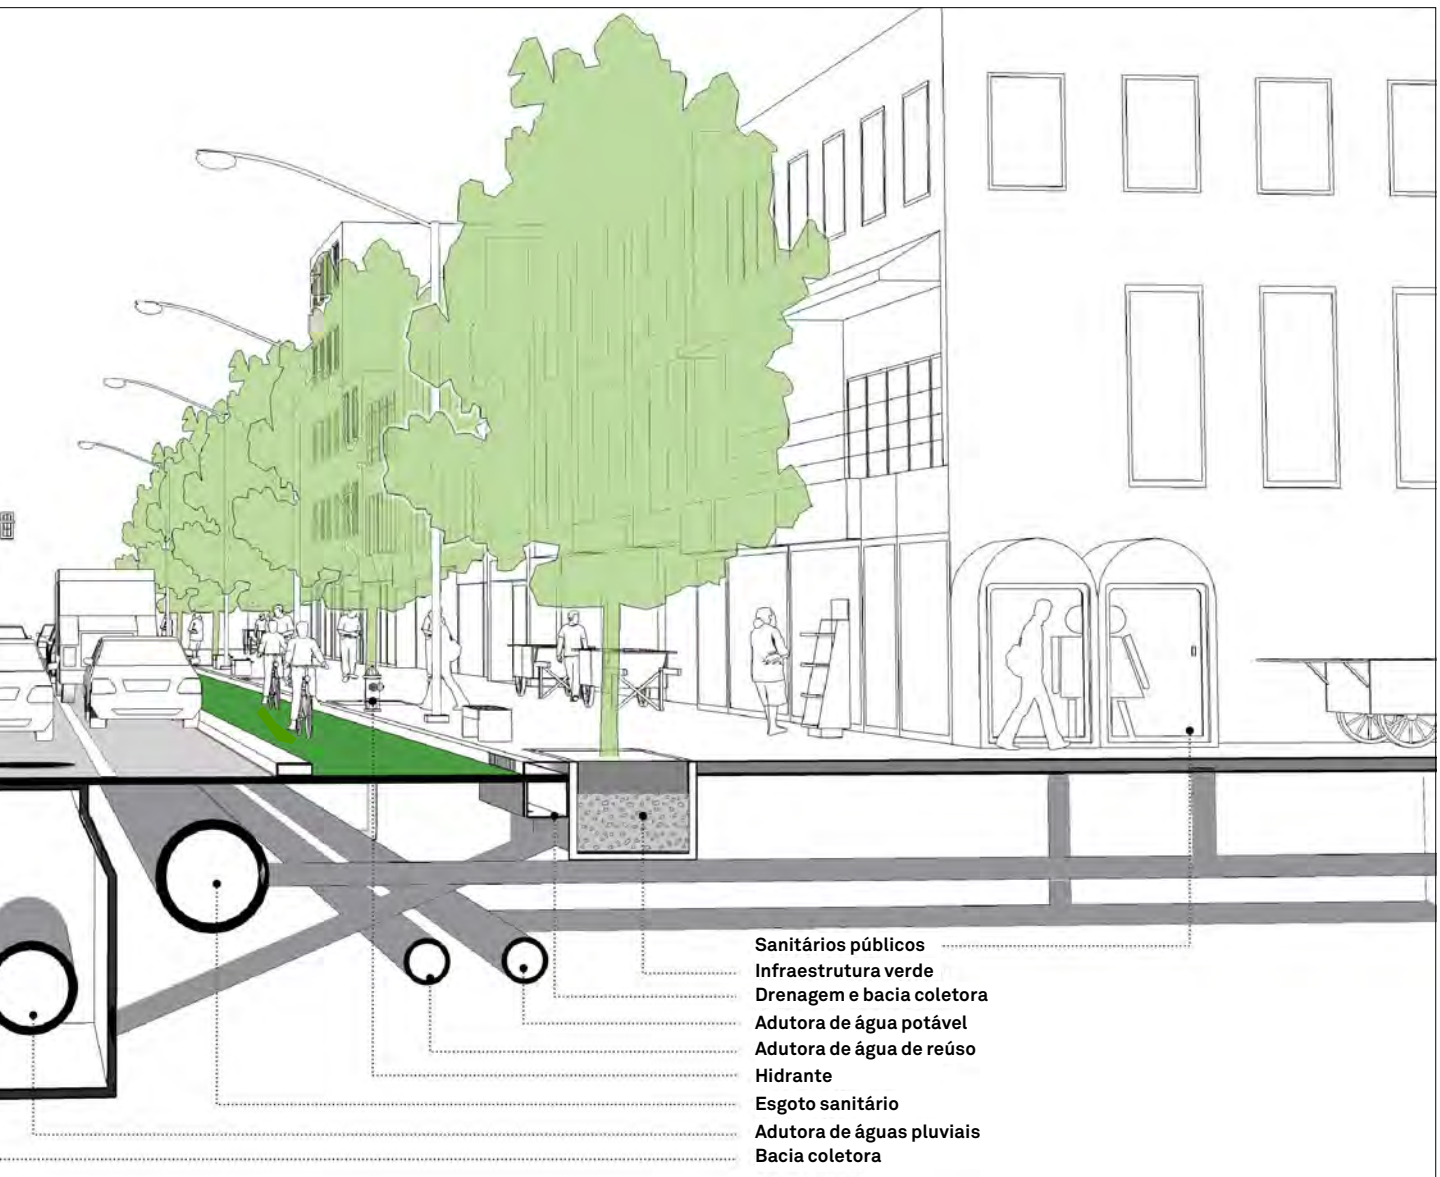 Sanitários públicos
Infraestrutura verde
Drenagem e bacia coletora
Adutora de água potável
Adutora de água de reúso
Hidrante
Esgoto sanitário
Adutora de águas pluviais
Bacia coletora